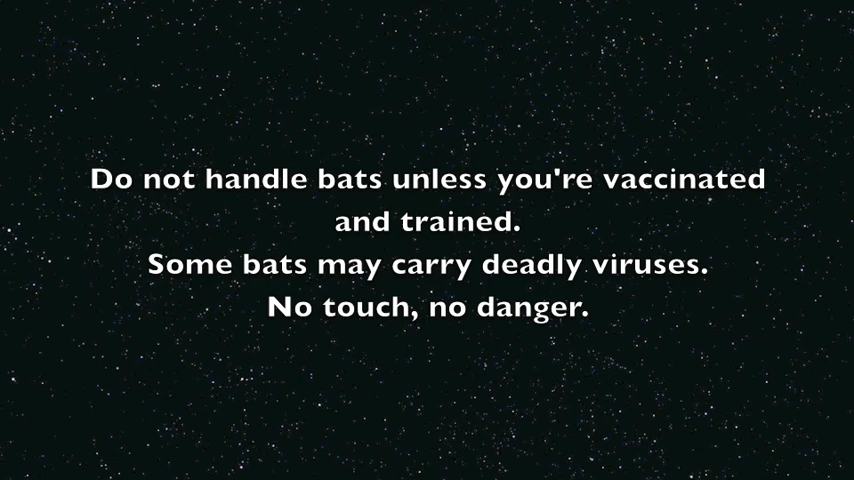 Do not handle bats unless you're vaccinated
and trained.
Some bats may carry deadly viruses.
No touch, no danger.